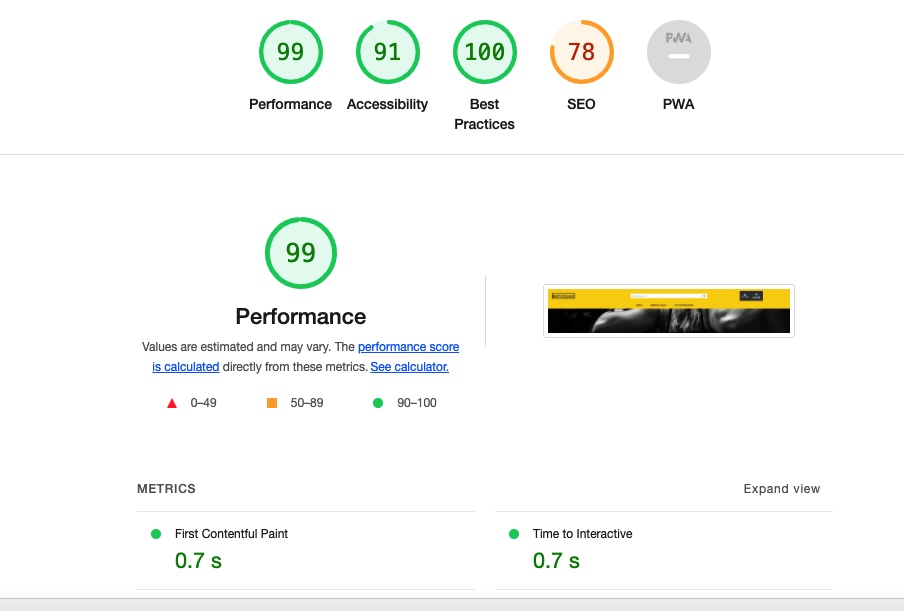 99
91
100
78
PWA
Performance
Accessibility
Best
Practices
SEO
PWA
99
Performance
Values are estimated and may vary. The performance score
is calculated directly from these metrics. See calculator.
0–49
50–89
90–100
METRICS
Expand view
First Contentful Paint
0.7 s
Time to Interactive
0.7 s